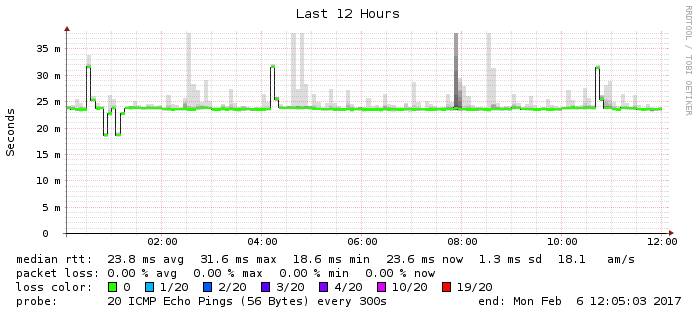 Last 12 Hours
RRDTOOL / TOBI OETIKER
Seconds
35 m
30 m
25 m
20 m
15 m
10 m
5 m
0
02:00 04:00 06:00 08:00 10:00 12:00
median rtt: 23.8 ms avg 31.6 ms max 18.6 ms min 23.6 ms now 1.3 ms sd 18.1 am/s
packet loss: 0.00 % avg 0.00 % max 0.00 % min 0.00 % now
loss color: 0 1/20 2/20 3/20 4/20 10/20 19/20
probe: 20 ICMP Echo Pings (56 Bytes) every 300s end: Mon Feb 6 12:05:03 2017